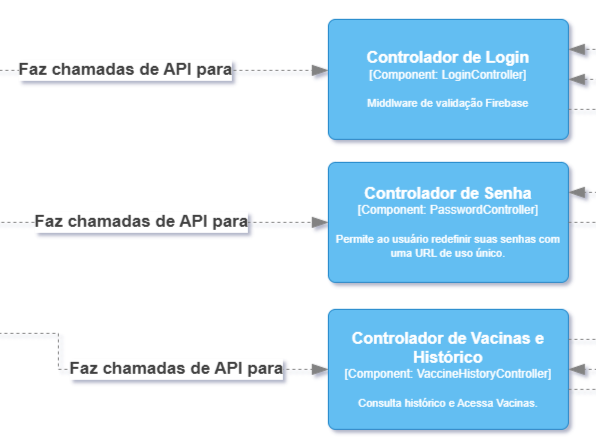 Controlador de Login
[Component: LoginController]
Faz chamadas de API para
Middlware de validação Firebase
Controlador de Senha
[Component: PasswordController]
Faz chamadas de API para
Permite ao usuário redefinir suas senhas com
uma URL de uso único.
Controlador de Vacinas e
Histórico
[Component: VaccineHistoryController]
Faz chamadas de API para
Consulta histórico e Acessa Vacinas.